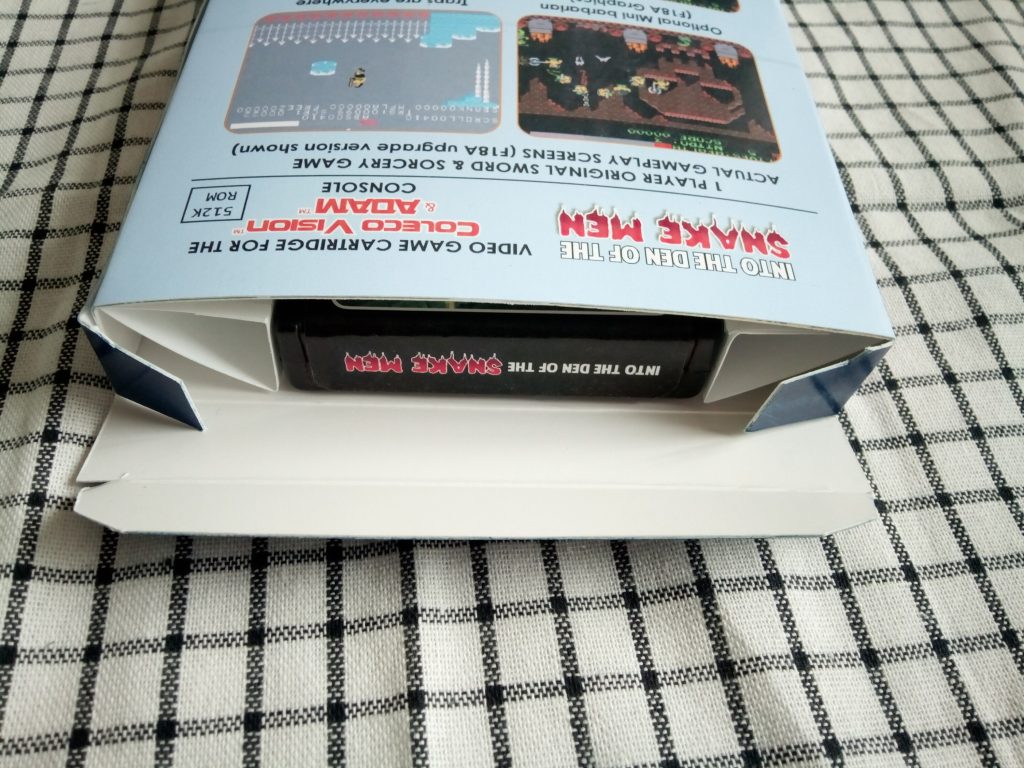 INTO THE DEN OF THE SNAKE MEN
INTO THE DEN OF THE
SNAKE MEN
VIDEO GAME CARTRIDGE FOR THE
COLECOVISION™
& ADAM™
CONSOLE
512K
ROM
1 PLAYER ORIGINAL SWORD & SORCERY GAME
ACTUAL GAMEPLAY SCREENS (F18A upgrade version shown)
Optional Mini barbarian
(F18A Graphics)
Traps are everywhere